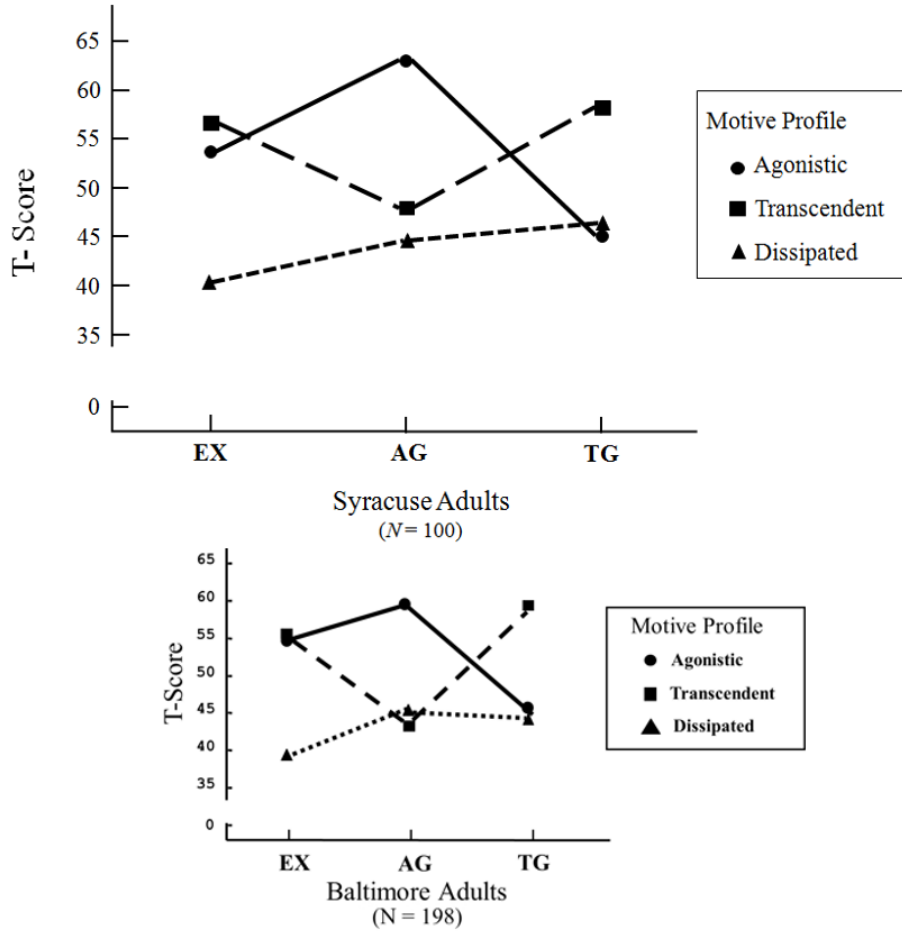 65
60
55
50
45
40
35
0
T- Score
EX AG TG
Syracuse Adults
(N = 100)
Motive Profile
Agonistic
Transcendent
Dissipated
65
60
55
45
40
35
0
T-Score
EX AG TG
Baltimore Adults
(N = 198)
Motive Profile
Agonistic
Transcendent
Dissipated